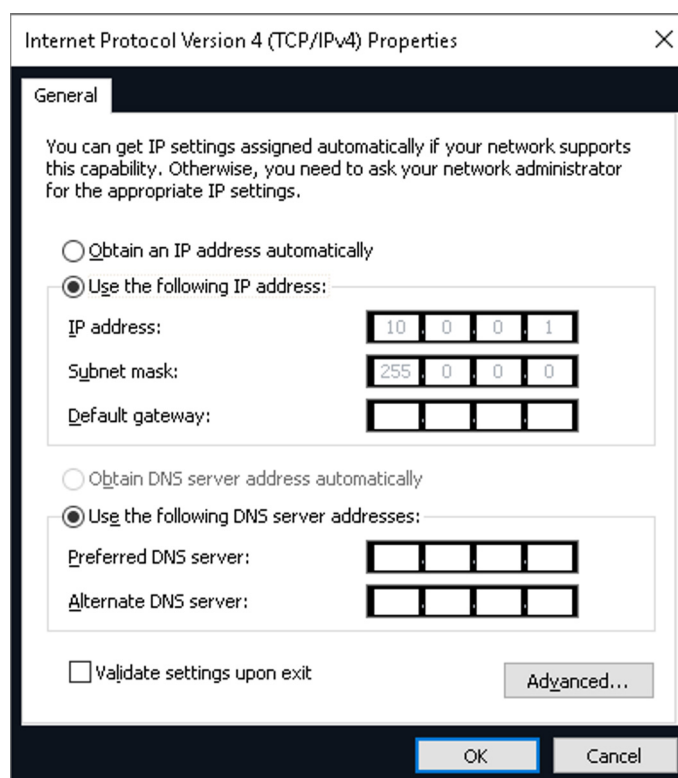 Internet Protocol Version 4 (TCP/IPv4) Properties
General
You can get IP settings assigned automatically if your network supports
this capability. Otherwise, you need to ask your network administrator
for the appropriate IP settings.
Obtain an IP address automatically
Use the following IP address:
IP address: 10 . 0 . 0 . 1
Subnet mask: 255 . 0 . 0 . 0
Default gateway: . . .
Obtain DNS server address automatically
Use the following DNS server addresses:
Preferred DNS server: . . .
Alternate DNS server: . . .
Validate settings upon exit
Advanced...
OK Cancel